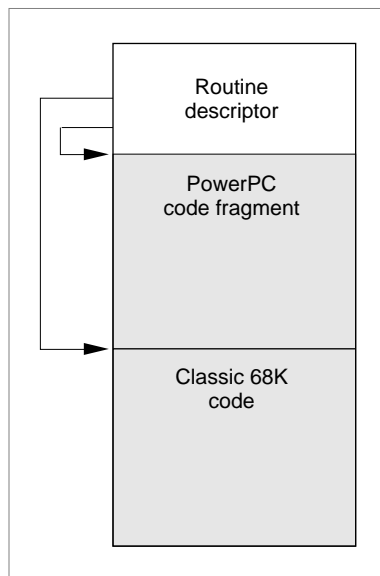 Routine
descriptor
PowerPC
code fragment
Classic 68K
code